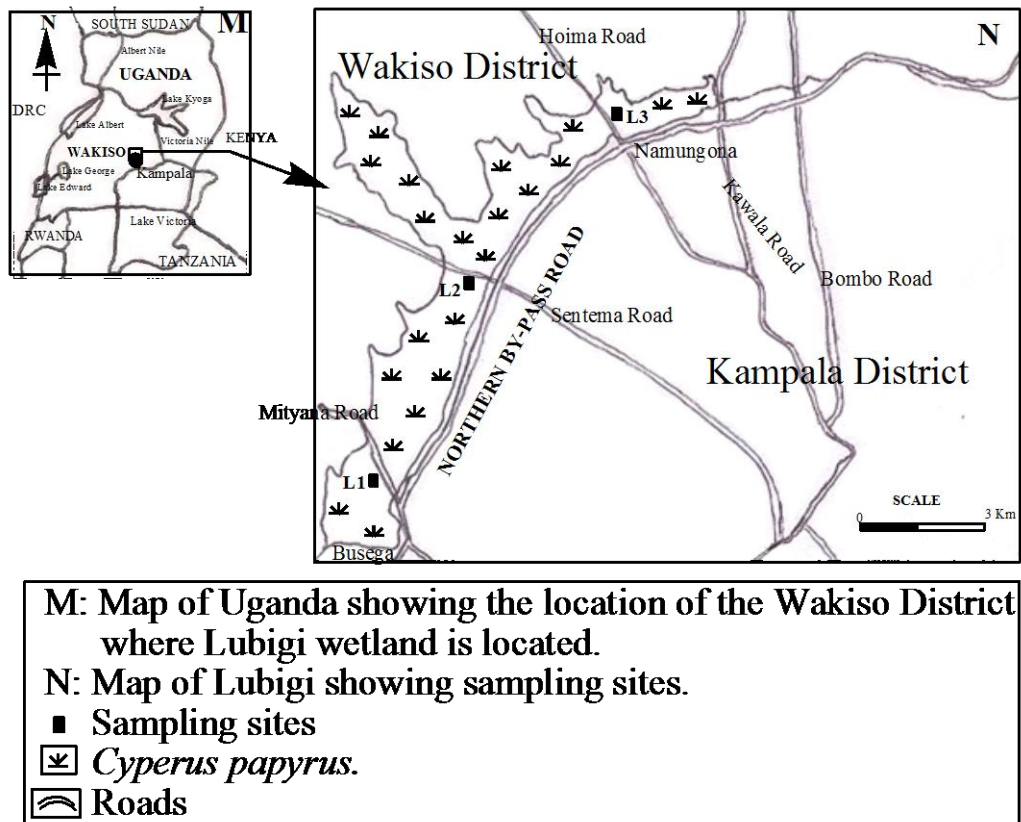 N
M
SOUTH SUDAN
Albert Nile
UGANDA
Lake Kyoga
DRC
Lake Albert
Victoria Nile
KENYA
WAKISO
Lake George
Kampala
Lake Edward
Lake Victoria
RWANDA
TANZANIA
N
Hoima Road
Wakiso District
L3
Namungona
Kawala Road
Bombo Road
L2
Sentema Road
NORTHERN BY-PASS ROAD
Kampala District
Mityana Road
L1
SCALE
0
3 Km
Busega
M: Map of Uganda showing the location of the Wakiso District
where Lubigi wetland is located.
N: Map of Lubigi showing sampling sites.
Sampling sites
Cyperus papyrus.
Roads